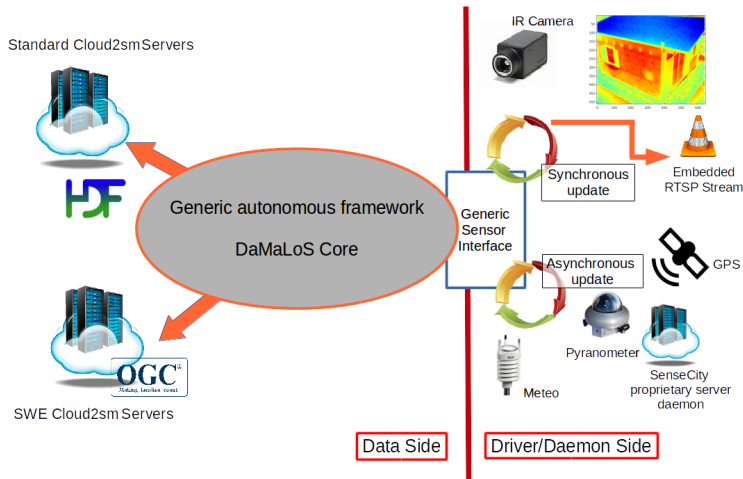 Standard Cloud2sm Servers
HDF
SWE Cloud2sm Servers
OGC
Generic autonomous framework
DaMaLoS Core
Data Side
IR Camera
Synchronous
update
Embedded
RTSP Stream
Generic
Sensor
Interface
Asynchronous
update
GPS
Pyranometer
Meteo
SenseCity
proprietary server
daemon
Driver/Daemon Side